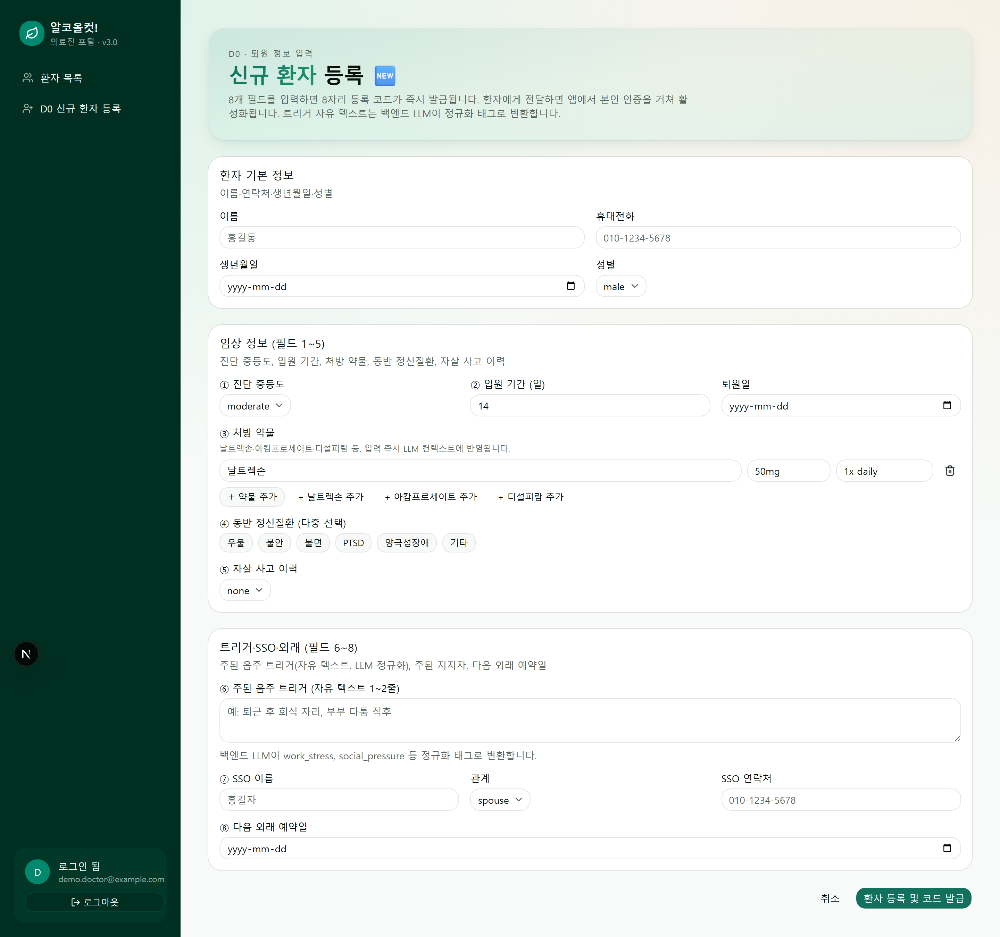 알코올컷!
의료진 포털 · v3.0
환자 목록
D0 신규 환자 등록
D0 · 퇴원 정보 입력
신규 환자 등록 NEW
8개 필드를 입력하면 8자리 등록 코드가 즉시 발급됩니다. 환자에게 전달하면 앱에서 본인 인증을 거쳐 활
성화됩니다. 트리거 자유 텍스트는 백엔드 LLM이 정규화 태그로 변환합니다.
환자 기본 정보
이름·연락처·생년월일·성별
이름
휴대전화
홍길동
010-1234-5678
생년월일
성별
yyyy-mm-dd
male
임상 정보 (필드 1~5)
진단 중등도, 입원 기간, 처방 약물, 동반 정신질환, 자살 사고 이력
① 진단 중등도
② 입원 기간 (일)
퇴원일
moderate
14
yyyy-mm-dd
③ 처방 약물
날트렉손·아캄프로세이트·디설피람 등. 입력 즉시 LLM 컨텍스트에 반영됩니다.
날트렉손
50mg
1x daily
+ 약물 추가
+ 날트렉손 추가
+ 아캄프로세이트 추가
+ 디설피람 추가
④ 동반 정신질환 (다중 선택)
우울
불안
불면
PTSD
양극성장애
기타
⑤ 자살 사고 이력
none
트리거·SSO·외래 (필드 6~8)
주된 음주 트리거(자유 텍스트, LLM 정규화), 주된 지지자, 다음 외래 예약일
⑥ 주된 음주 트리거 (자유 텍스트 1~2줄)
예: 퇴근 후 회식 자리, 부부 다툼 직후
백엔드 LLM이 work_stress, social_pressure 등 정규화 태그로 변환합니다.
⑦ SSO 이름
관계
SSO 연락처
홍길자
spouse
010-1234-5678
⑧ 다음 외래 예약일
yyyy-mm-dd
취소
환자 등록 및 코드 발급
N
D
로그인 됨
demo.doctor@example.com
로그아웃